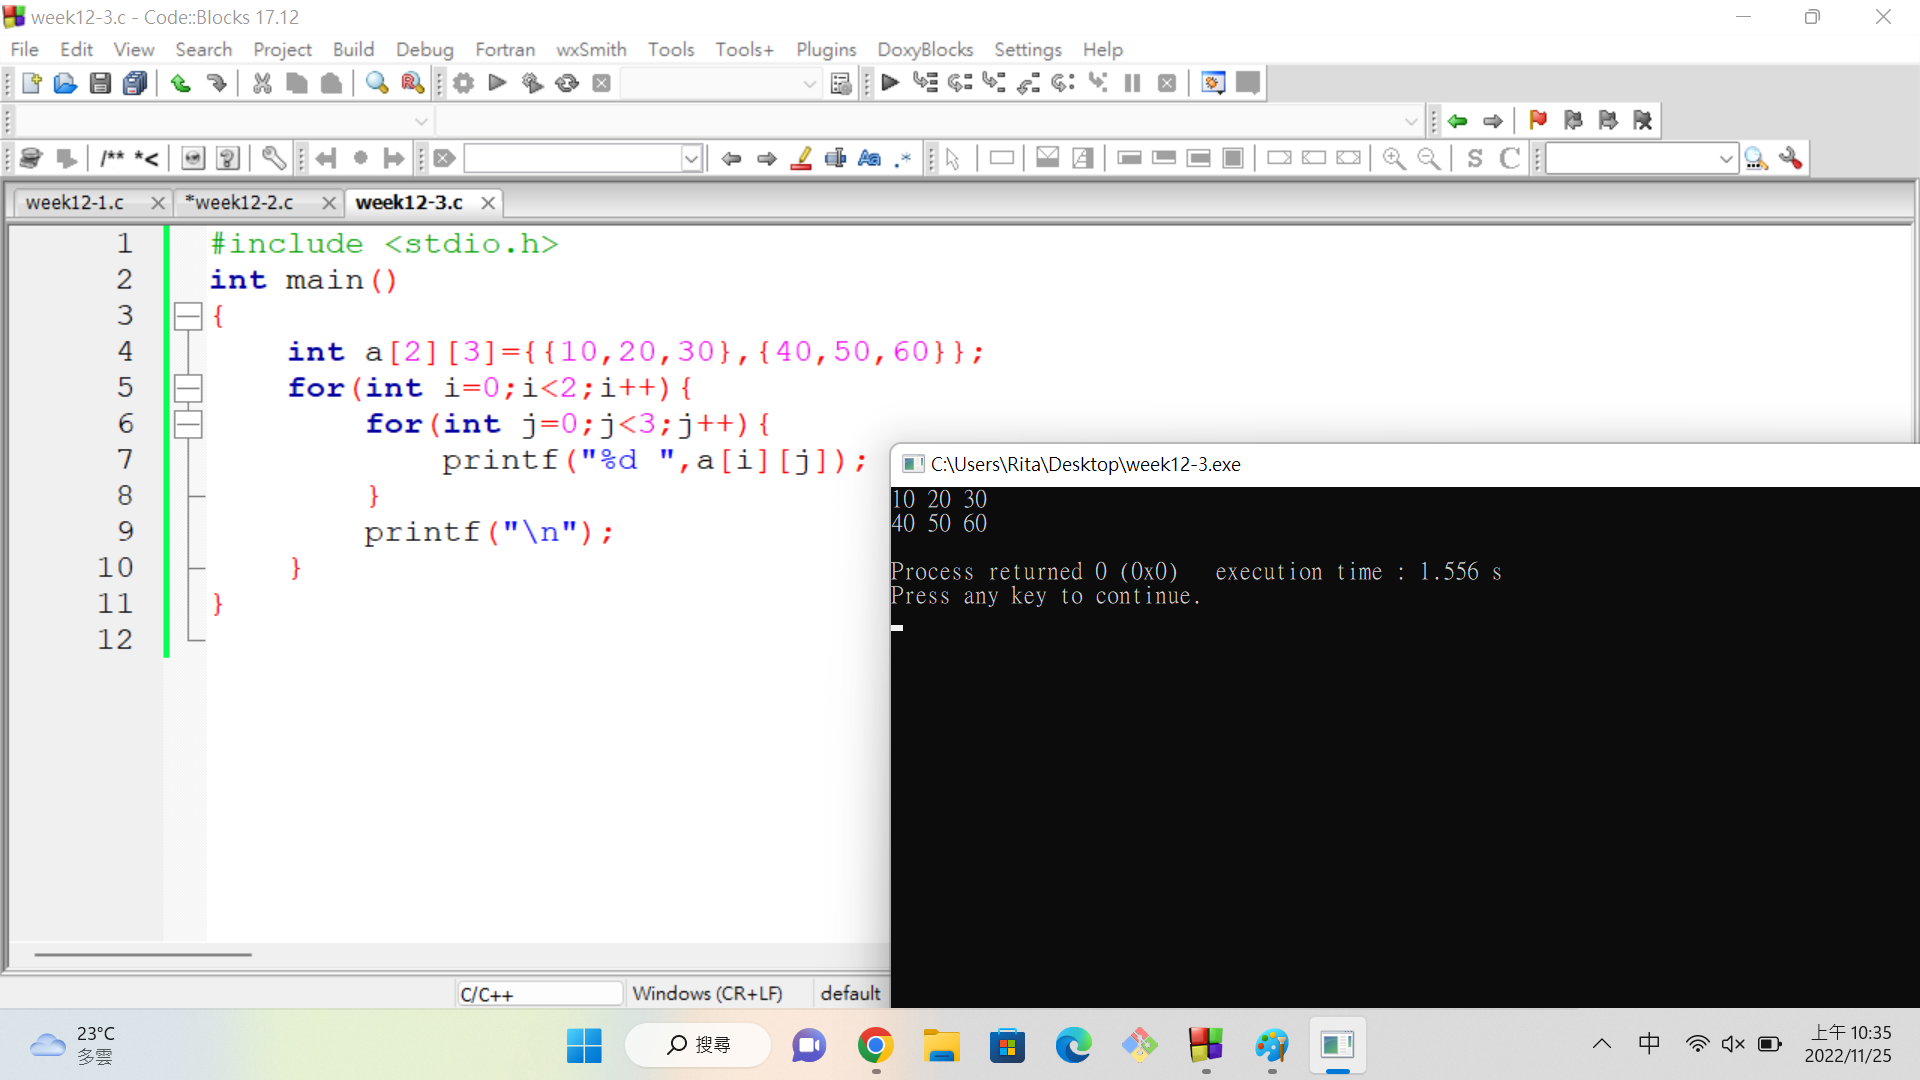 week12-3.c - Code::Blocks 17.12
File Edit View Search Project Build Debug Fortran wxSmith Tools Tools+ Plugins DoxyBlocks Settings Help
/** *<
S C
week12-1.c *week12-2.c week12-3.c
1 #include <stdio.h>
2 int main()
3 {
4 int a[2][3]={{10,20,30},{40,50,60}};
5 for(int i=0;i<2;i++){
6 for(int j=0;j<3;j++){
7 printf("%d ",a[i][j]);
8 }
9 printf("\n");
10 }
11 }
12
C:\Users\Rita\Desktop\week12-3.exe
10 20 30
40 50 60
Process returned 0 (0x0) execution time : 1.556 s
Press any key to continue.
C/C++ Windows (CR+LF) default
23°C
多雲
搜尋
中
上午 10:35
2022/11/25